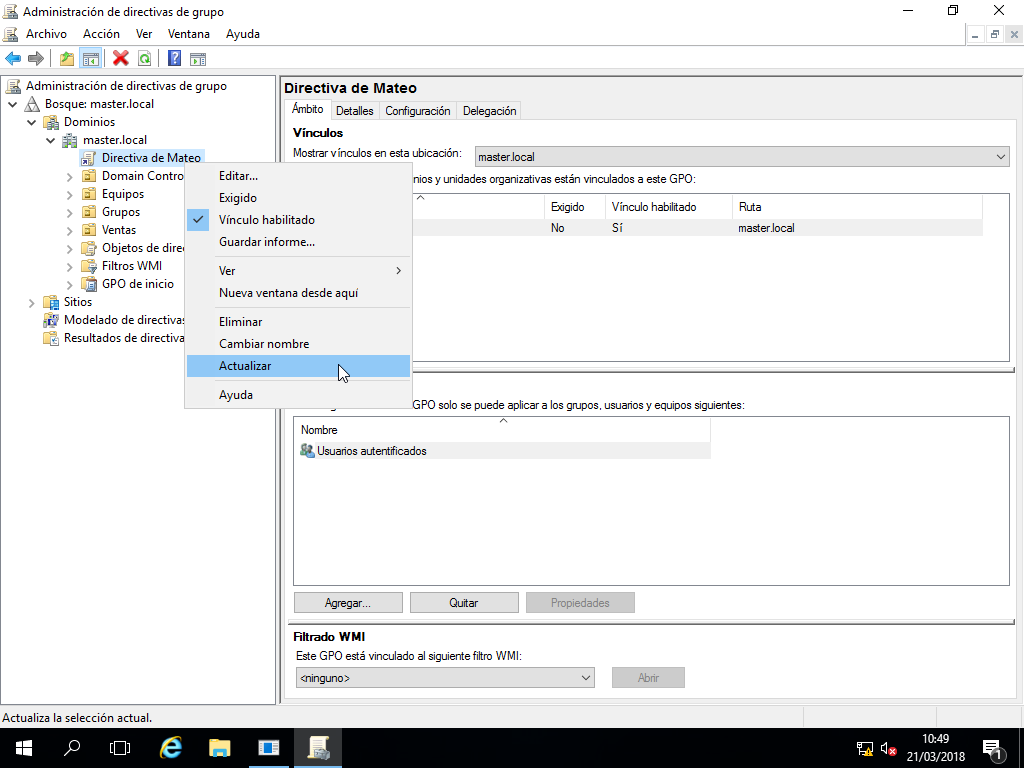 Administración de directivas de grupo
Archivo Acción Ver Ventana Ayuda
Administración de directivas de grupo
Bosque: master.local
Dominios
master.local
Directiva de Mateo
Domain Contro
Equipos
Grupos
Ventas
Objetos de dire
Filtros WMI
GPO de inicio
Sitios
Modelado de directivas
Resultados de directiva
Editar...
Exigido
Vínculo habilitado
Guardar informe...
Ver
Nueva ventana desde aquí
Eliminar
Cambiar nombre
Actualizar
Ayuda
Directiva de Mateo
Ámbito Detalles Configuración Delegación
Vínculos
Mostrar vínculos en esta ubicación: master.local
nios y unidades organizativas están vinculados a este GPO:
Exigido Vínculo habilitado Ruta
No Sí master.local
GPO solo se puede aplicar a los grupos, usuarios y equipos siguientes:
Nombre
Usuarios autentificados
Agregar... Quitar Propiedades
Filtrado WMI
Este GPO está vinculado al siguiente filtro WMI:
<ninguno> Abrir
Actualiza la selección actual.
10:49
21/03/2018
1